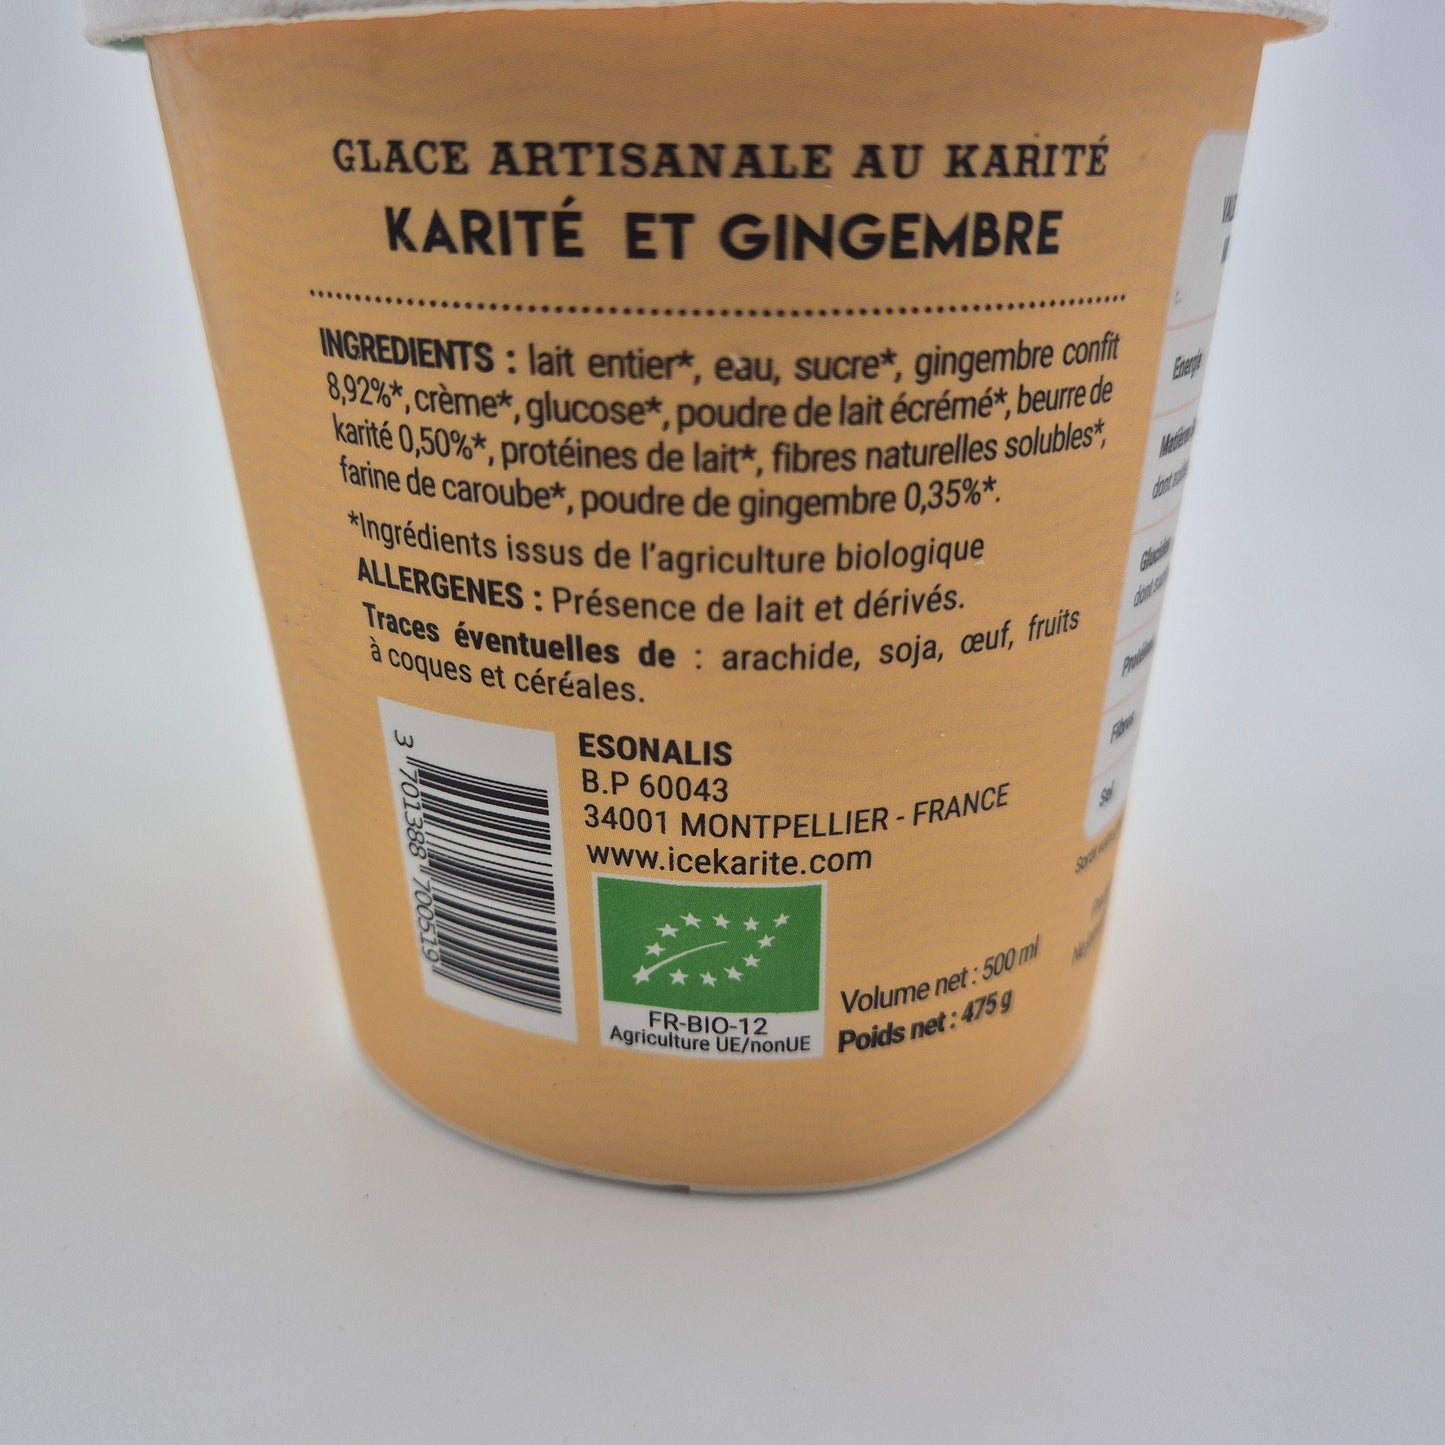 GLACE ARTISANALE AU KARITÉ
KARITÉ ET GINGEMBRE
INGREDIENTS : lait entier*, eau, sucre*, gingembre confit
8,92%*, crème*, glucose*, poudre de lait écrémé*, beurre de
karité 0,50%*, protéines de lait*, fibres naturelles solubles*,
farine de caroube*, poudre de gingembre 0,35%*.
*Ingrédients issus de l'agriculture biologique
ALLERGENES : Présence de lait et dérivés.
Traces éventuelles de : arachide, soja, œuf, fruits
à coques et céréales.
3 701388 700519
ESONALIS
B.P 60043
34001 MONTPELLIER - FRANCE
www.icekarite.com
FR-BIO-12
Agriculture UE/nonUE
Volume net : 500 ml
Poids net : 475 g
Energie
Matières
dont
Glucides
dont
Protéines
Fibres
Sel